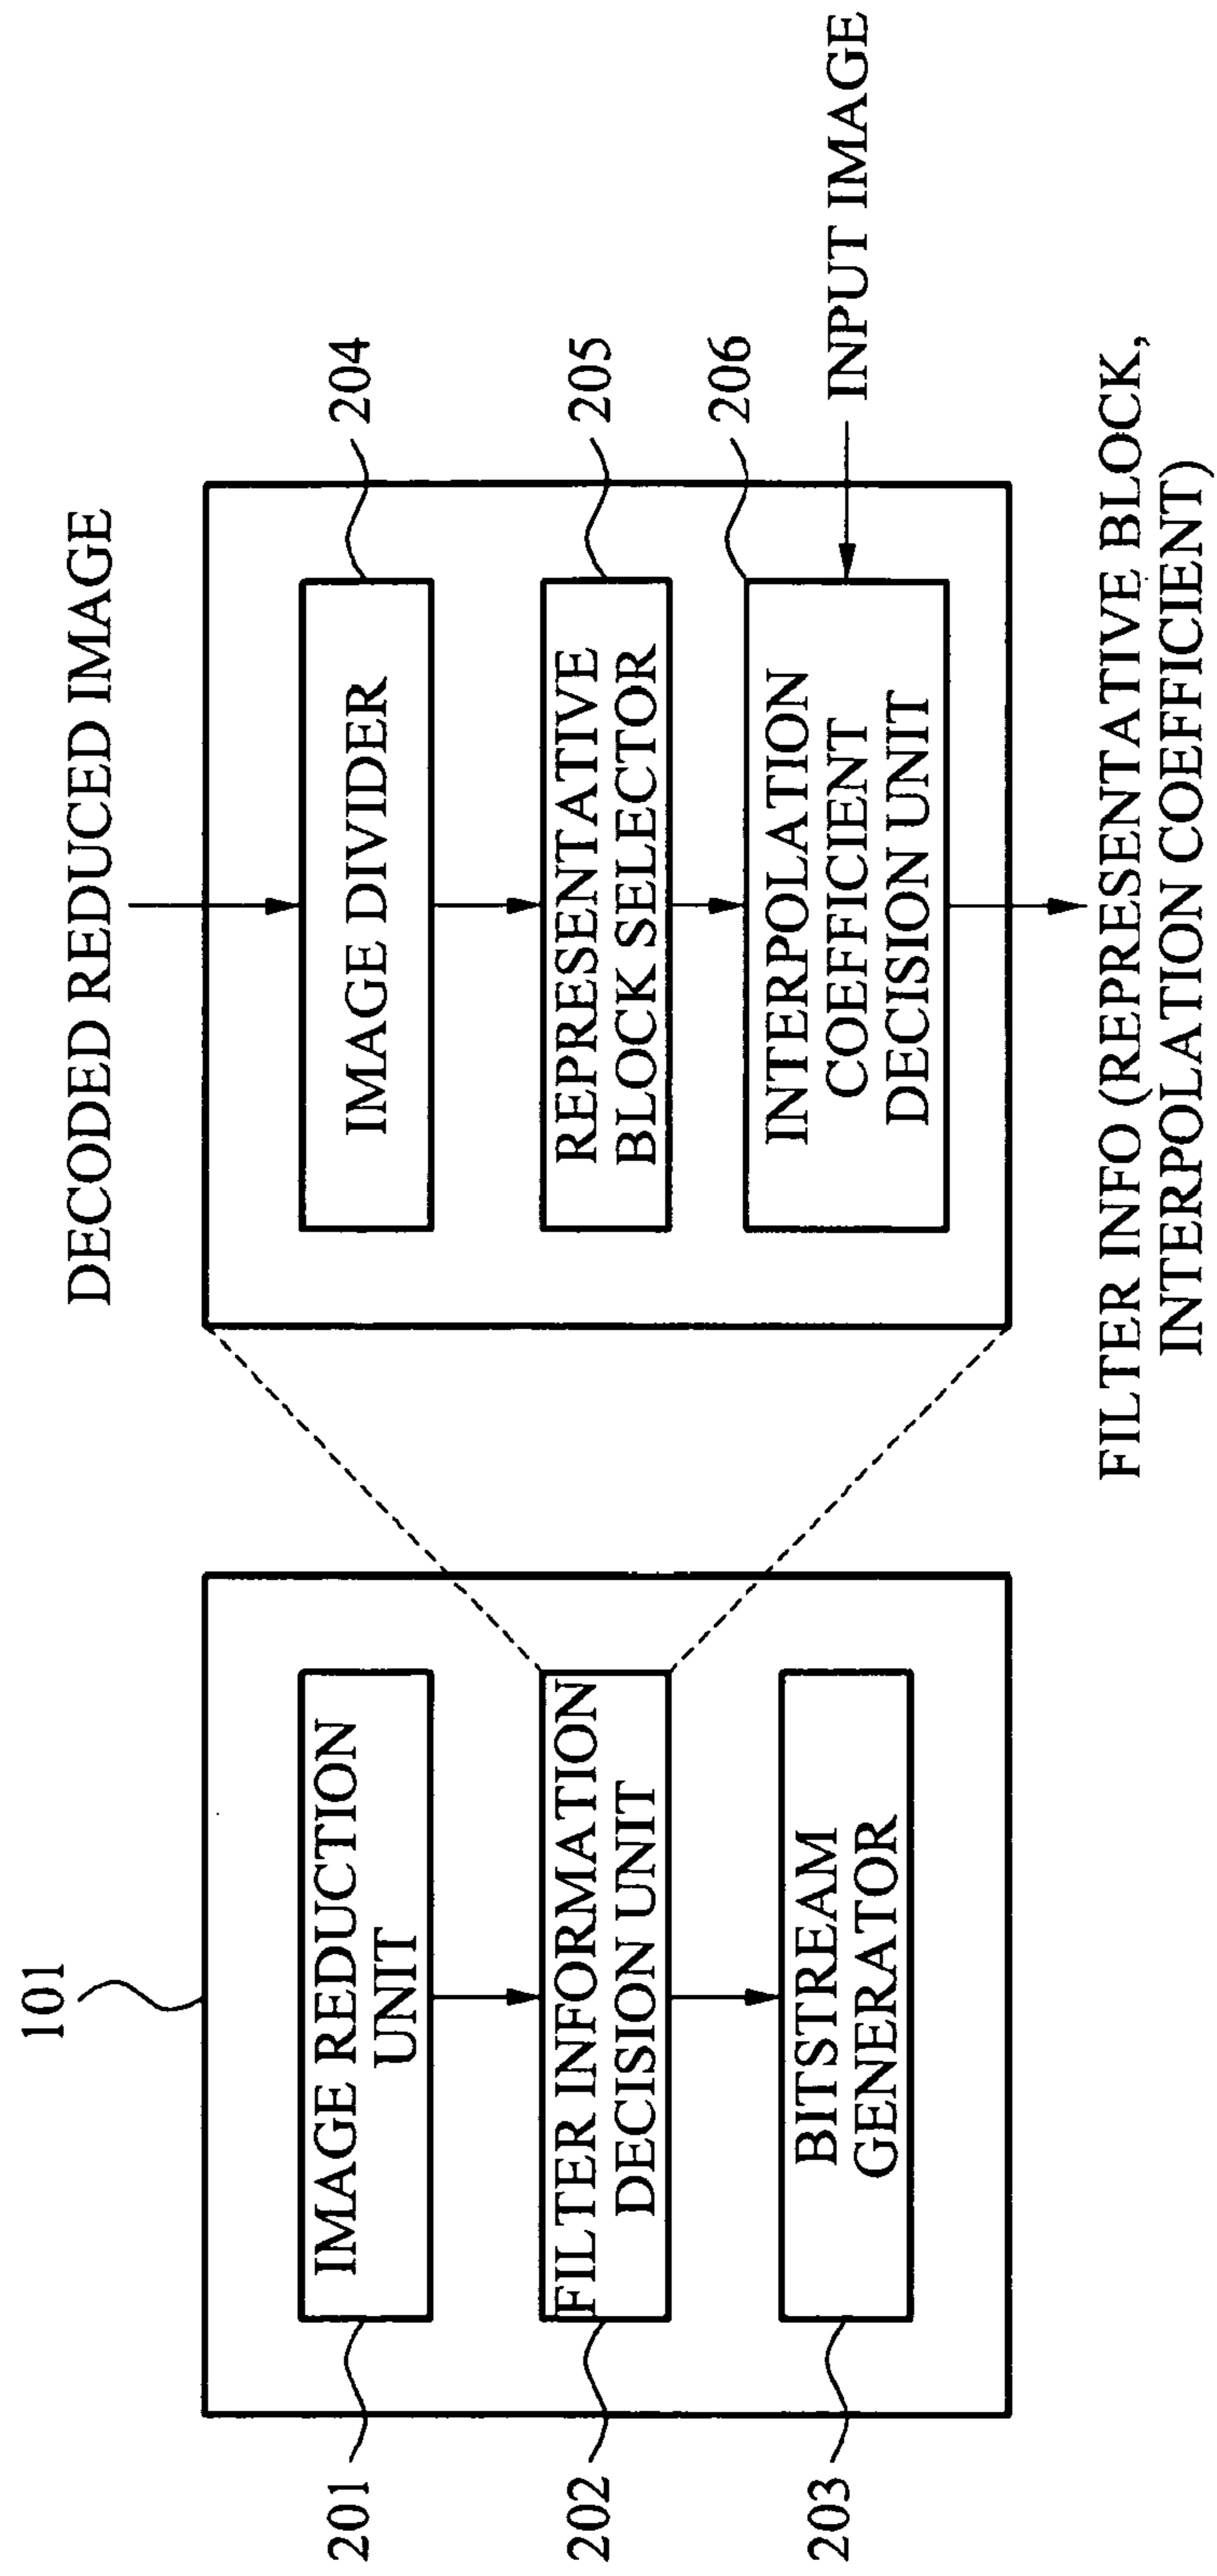 101
201
IMAGE REDUCTION
UNIT
202
FILTER INFORMATION
DECISION UNIT
203
BITSTREAM
GENERATOR
DECODED REDUCED IMAGE
IMAGE DIVIDER
204
REPRESENTATIVE
BLOCK SELECTOR
205
206
INTERPOLATION
COEFFICIENT
DECISION UNIT
INPUT IMAGE
FILTER INFO (REPRESENTATIVE BLOCK,
INTERPOLATION COEFFICIENT)